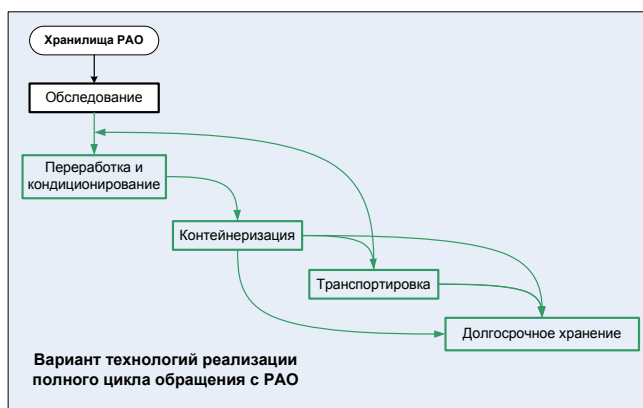 Хранилища РАО
Обследование
Переработка и
кондиционирование
Контейнеризация
Транспортировка
Долгосрочное хранение
Вариант технологий реализации
полного цикла обращения с РАО